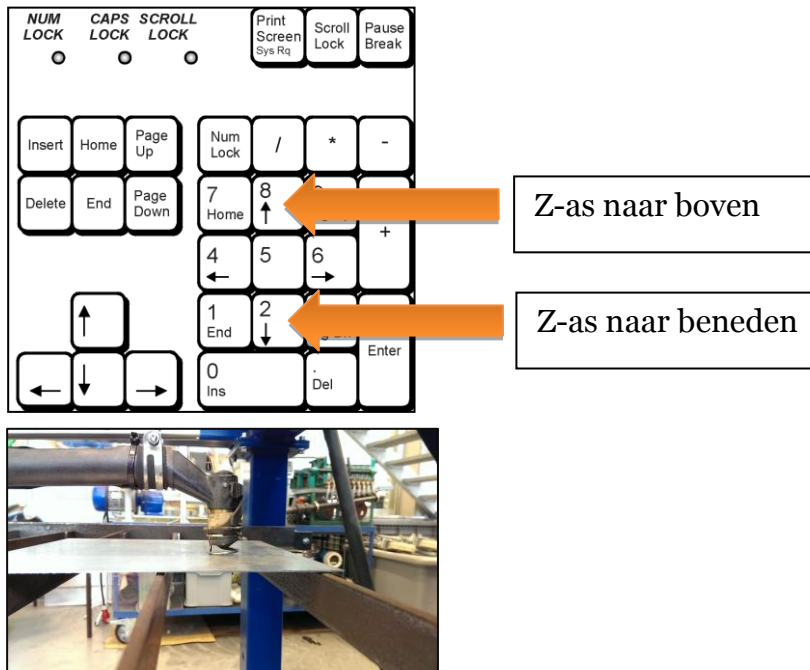 NUM LOCK
CAPS LOCK
SCROLL LOCK
Print Screen Sys Rq
Scroll Lock
Pause Break
Insert
Home
Page Up
Num Lock
/
*
-
Delete
End
Page Down
7 Home
8 ↑
+
Z-as naar boven
4 ←
5
6 →
1 End
2 ↓
Enter
Z-as naar beneden
↑
←
↓
→
0 Ins
. Del